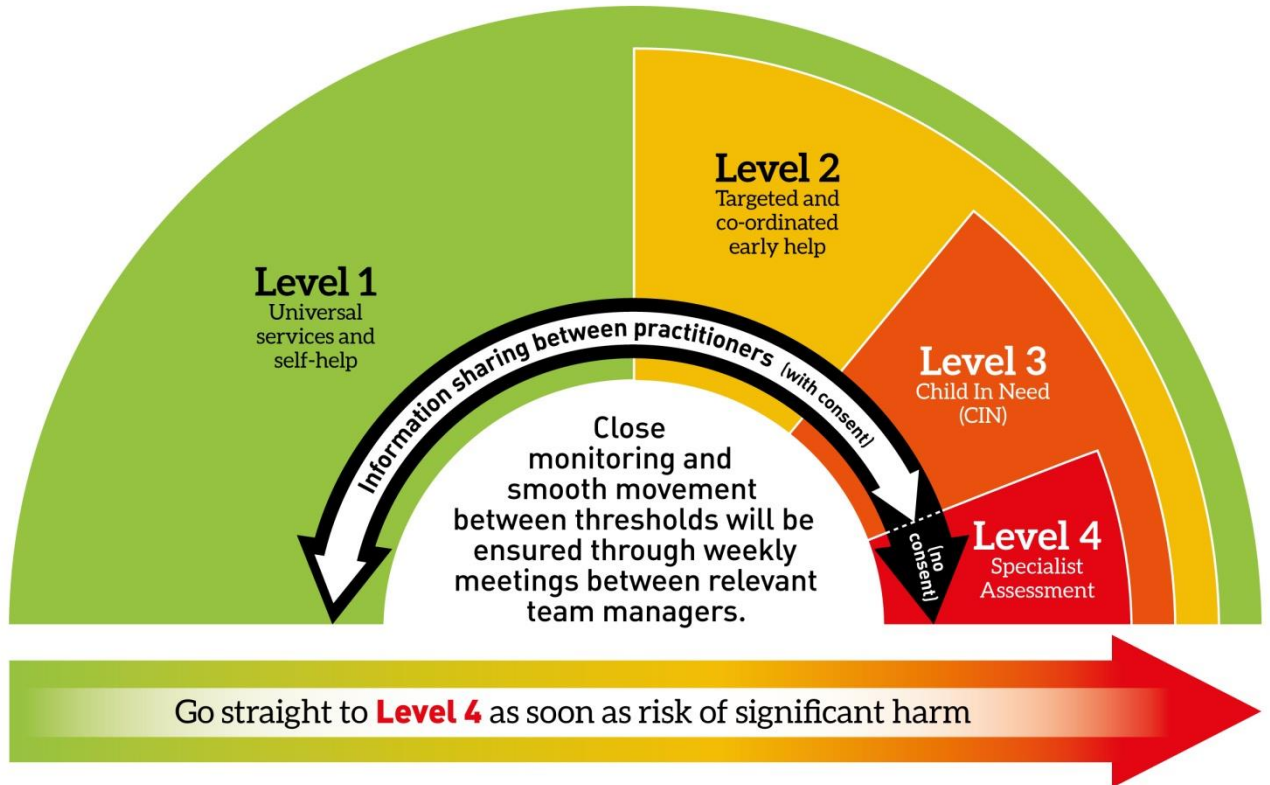 Level 1
Universal
services and
self-help
Level 2
Targeted and
co-ordinated
early help
Level 3
Child In Need
(CIN)
Level 4
Specialist
Assessment
Information sharing between practitioners (with consent)
(no
consent)
Close
monitoring and
smooth movement
between thresholds will be
ensured through weekly
meetings between relevant
team managers.
Go straight to Level 4 as soon as risk of significant harm